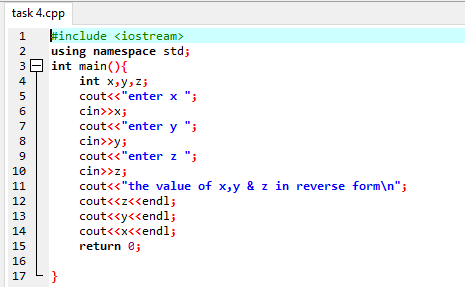 task 4.cpp
1 #include <iostream>
2 using namespace std;
3 int main(){
4 int x,y,z;
5 cout<<"enter x ";
6 cin>>x;
7 cout<<"enter y ";
8 cin>>y;
9 cout<<"enter z ";
10 cin>>z;
11 cout<<"the value of x,y & z in reverse form\n";
12 cout<<z<<endl;
13 cout<<y<<endl;
14 cout<<x<<endl;
15 return 0;
16
17 }